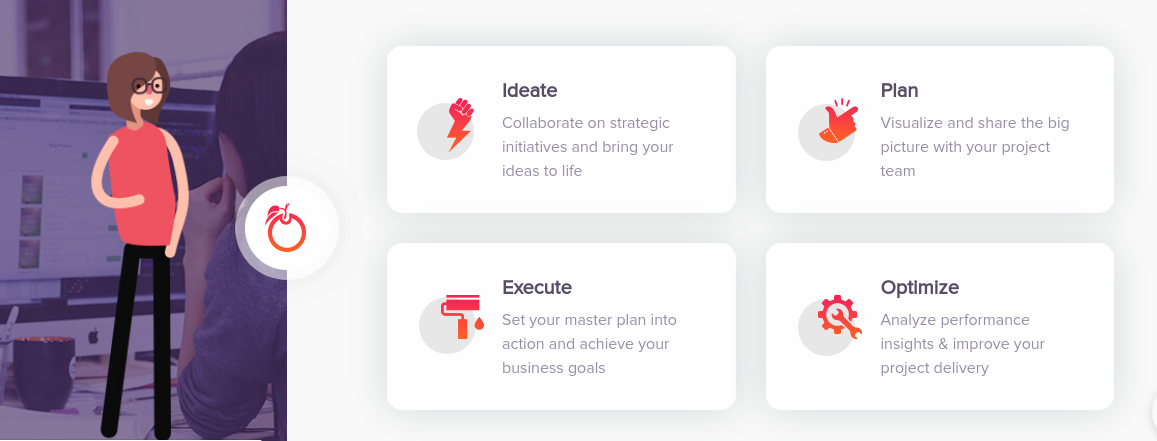 Ideate
Collaborate on strategic
initiatives and bring your
ideas to life
Plan
Visualize and share the big
picture with your project
team
Execute
Set your master plan into
action and achieve your
business goals
Optimize
Analyze performance
insights & improve your
project delivery